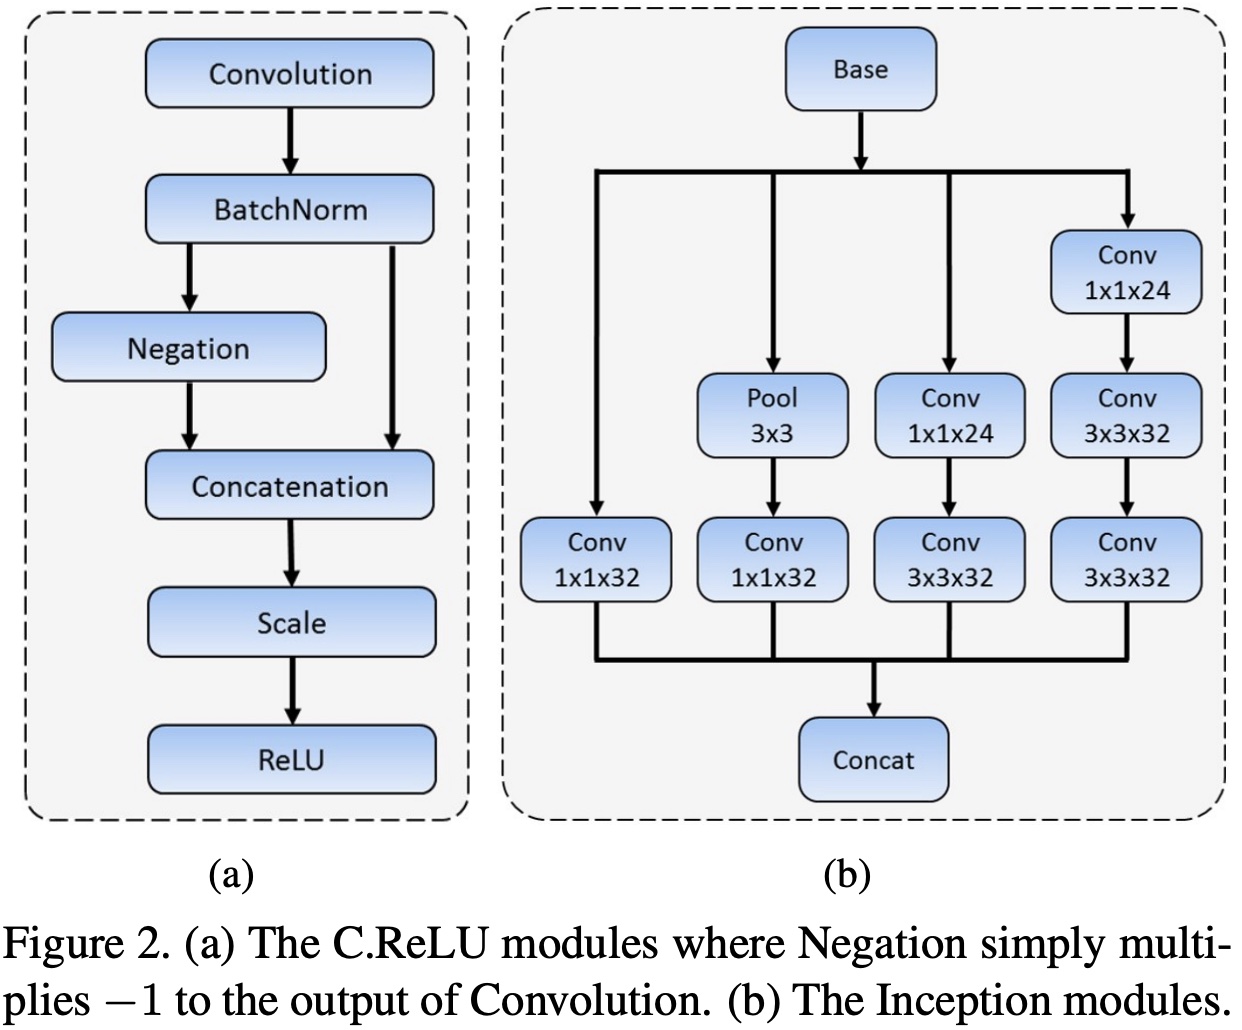 Convolution
BatchNorm
Negation
Concatenation
Scale
ReLU
(a)
Base
Conv
1x1x24
Pool
3x3
Conv
1x1x24
Conv
3x3x32
Conv
1x1x32
Conv
1x1x32
Conv
3x3x32
Conv
3x3x32
Concat
(b)
Figure 2. (a) The C.ReLU modules where Negation simply multi-
plies −1 to the output of Convolution. (b) The Inception modules.